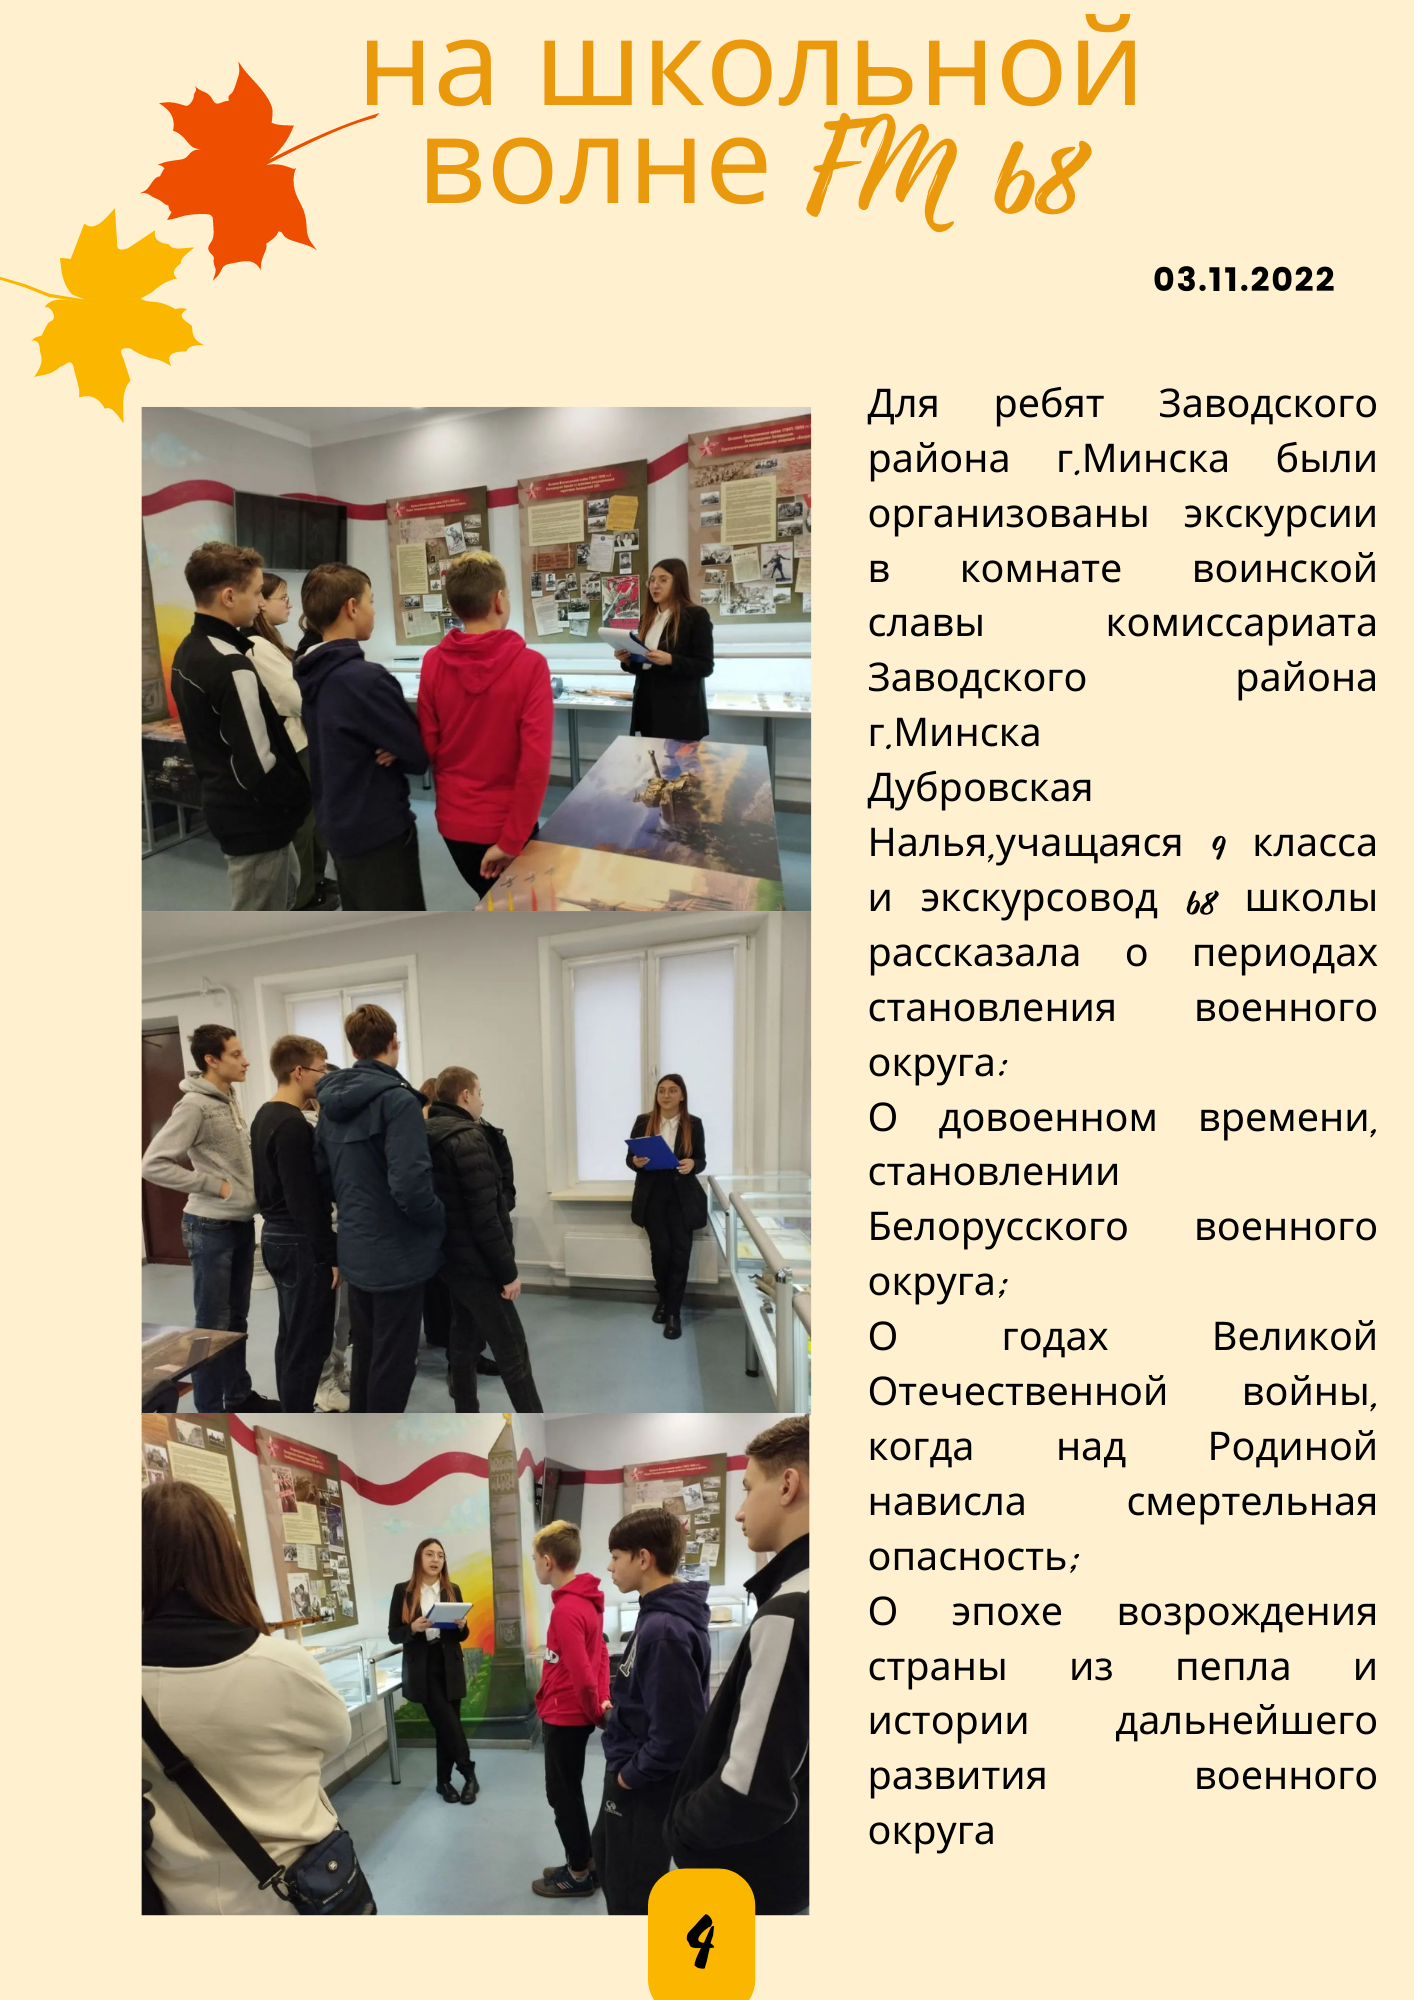 на школьной
волне FM 68
03.11.2022
Для ребят Заводского
района г.Минска были
организованы экскурсии
в комнате воинской
славы комиссариата
Заводского района
г.Минска
Дубровская
Налья,учащаяся 9 класса
и экскурсовод 68 школы
рассказала о периодах
становления военного
округа:
О довоенном времени,
становлении
Белорусского военного
округа;
О годах Великой
Отечественной войны,
когда над Родиной
нависла смертельная
опасность;
О эпохе возрождения
страны из пепла и
истории дальнейшего
развития военного
округа
4